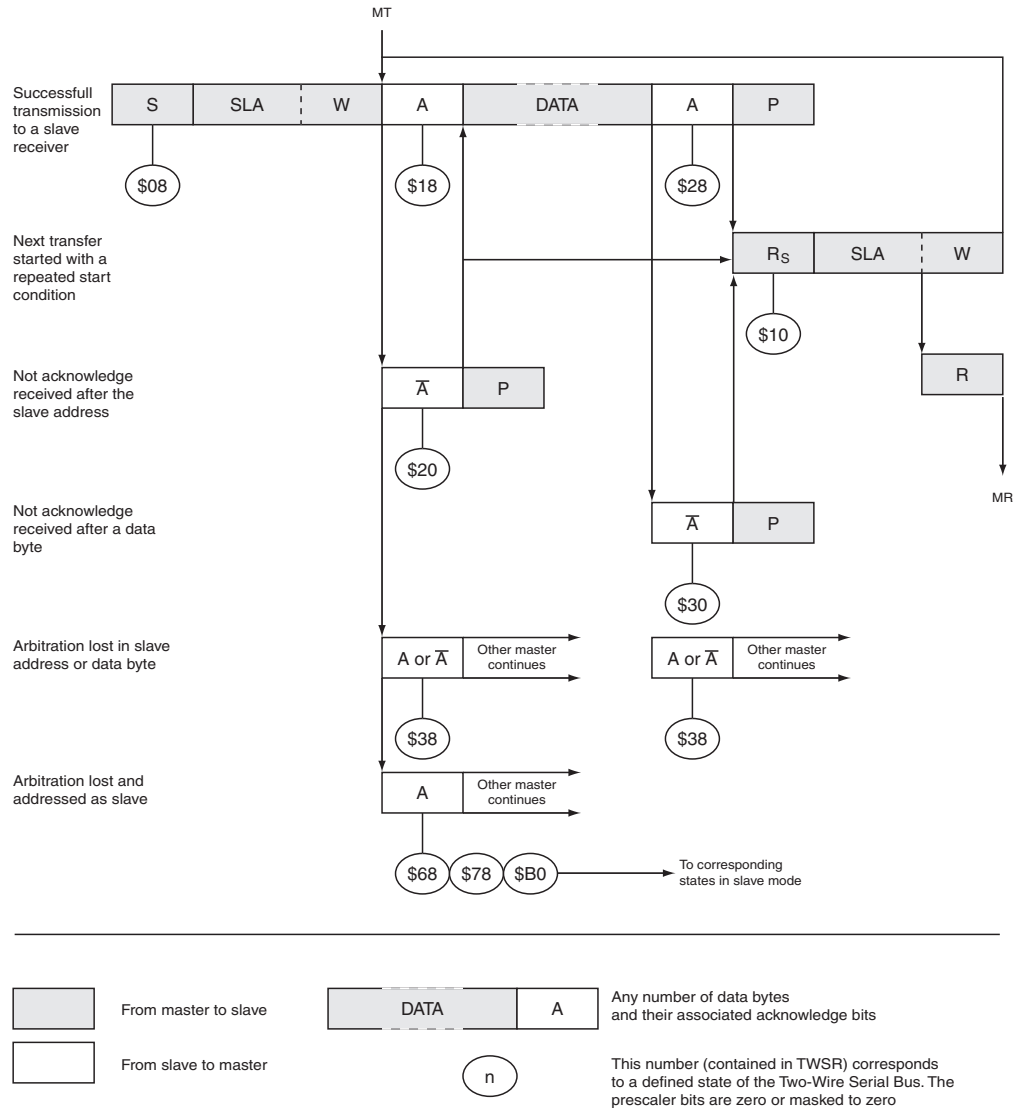 MT
Successfull
transmission
to a slave
receiver
S SLA W A DATA A P
$08 $18 $28
Next transfer
started with a
repeated start
condition
RS SLA W
$10
Not acknowledge
received after the
slave address
A̅ P
R
$20
MR
Not acknowledge
received after a data
byte
A̅ P
$30
Arbitration lost in slave
address or data byte
A or A̅ Other master
continues
A or A̅ Other master
continues
$38 $38
Arbitration lost and
addressed as slave
A Other master
continues
$68 $78 $B0
To corresponding
states in slave mode
From master to slave
DATA A
Any number of data bytes
and their associated acknowledge bits
From slave to master
n
This number (contained in TWSR) corresponds
to a defined state of the Two-Wire Serial Bus. The
prescaler bits are zero or masked to zero